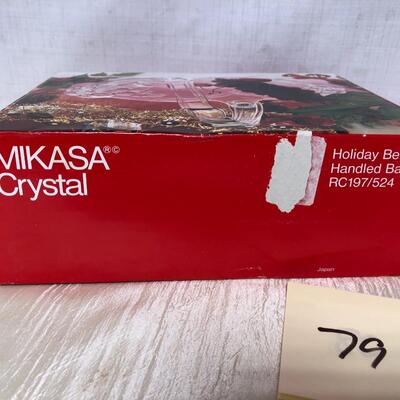 MIKASA®©
Crystal
Holiday Be
Handled Ba
RC197/524
Japan
79